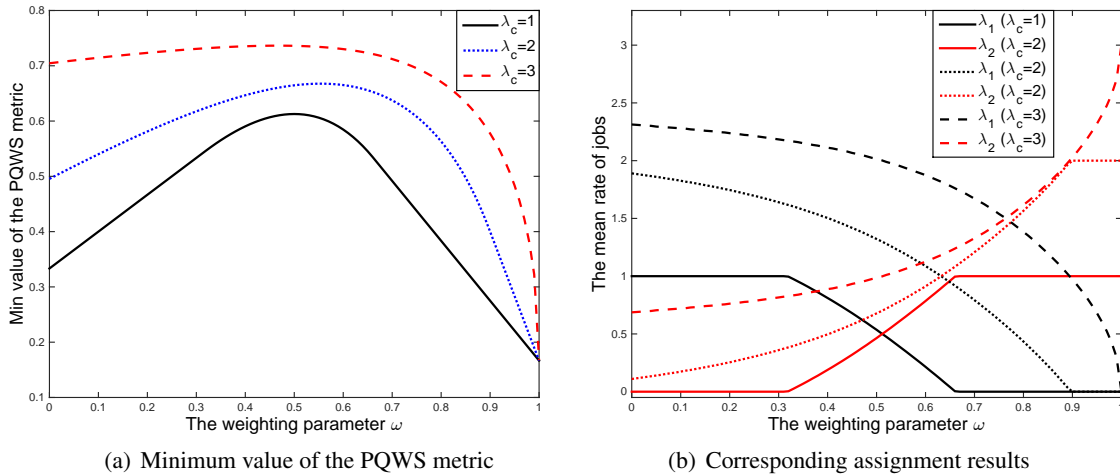 0.8
0.7
0.6
0.5
0.4
0.3
0.2
0.1
Min value of the PQWS metric
0 0.1 0.2 0.3 0.4 0.5 0.6 0.7 0.8 0.9 1
The weighting parameter ω
λc=1
λc=2
λc=3
(a) Minimum value of the PQWS metric
3
2.5
2
1.5
1
0.5
0
The mean rate of jobs
0 0.1 0.2 0.3 0.4 0.5 0.6 0.7 0.8 0.9 1
The weighting parameter ω
λ1 (λc=1)
λ2 (λc=2)
λ1 (λc=2)
λ2 (λc=2)
λ1 (λc=3)
λ2 (λc=3)
(b) Corresponding assignment results